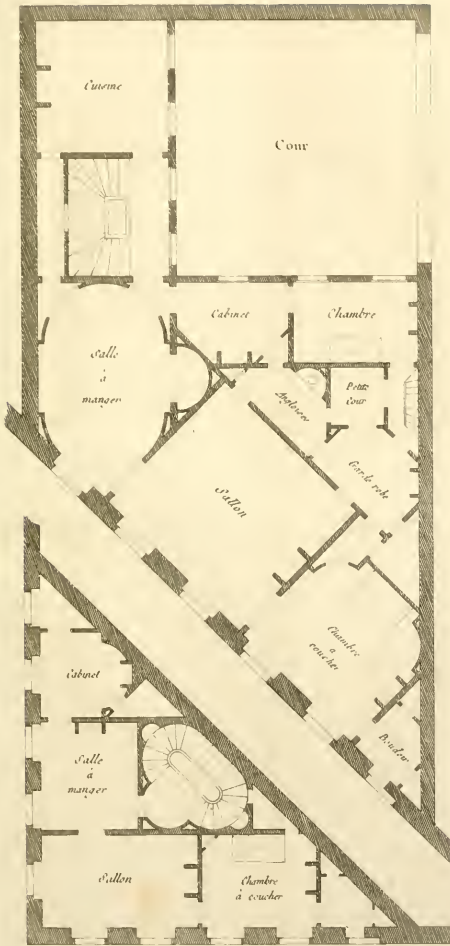 Cuisine
Cour
Cabinet
Chambre
Salle
à
manger
Angloises
Petite
Cour
Garde robe
Sallon
Chambre
à
coucher
Boudoir
Cabinet
Salle
à
manger
Sallon
Chambre
à coucher